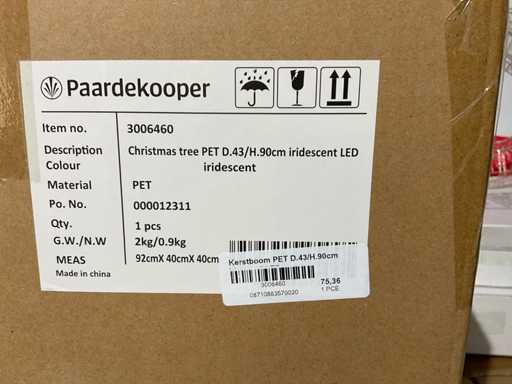 Paardekooper
Item no. 3006460
Description Christmas tree PET D.43/H.90cm iridescent LED
Colour iridescent
Material PET
Po. No. 000012311
Qty. 1 pcs
G.W./N.W 2kg/0.9kg
MEAS 92cmX 40cmX 40cm
Made in china
Kerstboom PET D.43/H.90cm
3006460 75,36
08710883570020 1 PCE